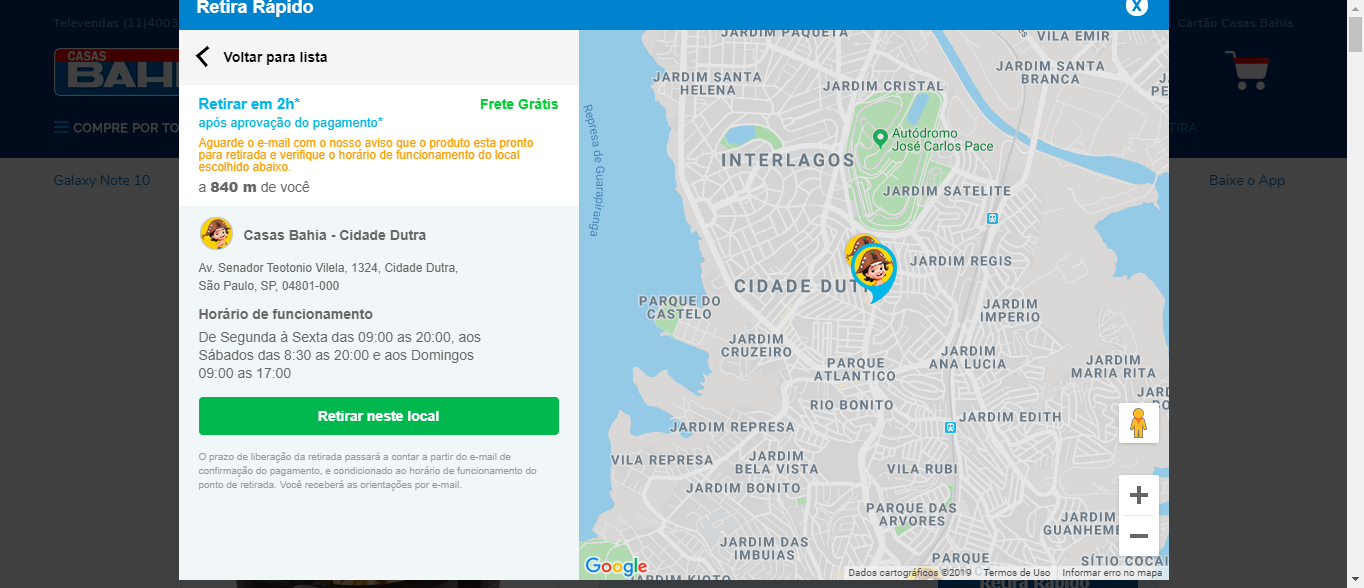 Retira Rápido
X
Televendas (11)4003
Cartão Casas Bahia
CASAS
BAHI
COMPRE POR TO
TIRA
Galaxy Note 10
Baixe o App
Voltar para lista
Retirar em 2h*
Frete Grátis
após aprovação do pagamento*
Aguarde o e-mail com o nosso aviso que o produto esta pronto
para retirada e verifique o horário de funcionamento do local
escolhido abaixo.
a 840 m de você
Casas Bahia - Cidade Dutra
Av. Senador Teotonio Vilela, 1324, Cidade Dutra,
São Paulo, SP, 04801-000
Horário de funcionamento
De Segunda à Sexta das 09:00 as 20:00, aos
Sábados das 8:30 as 20:00 e aos Domingos
09:00 as 17:00
Retirar neste local
O prazo de liberação da retirada passará a contar a partir do e-mail de
confirmação do pagamento, e condicionado ao horário de funcionamento do
ponto de retirada. Você receberá as orientações por e-mail.
JARDIM PAQUETA
VILA EMIR
JARDIM SANTA
HELENA
JARDIM SANTA
BRANCA
JARDIM CRISTAL
Represa de Guarapiranga
Autódromo
José Carlos Pace
INTERLAGOS
JARDIM SATELITE
JARDIM REGIS
CIDADE DUT
PARQUE DO
CASTELO
JARDIM
IMPERIO
JARDIM
CRUZEIRO
JARDIM
ANA LUCIA
PARQUE
ATLANTICO
JARDIM
MARIA RITA
RIO BONITO
JARDIM EDITH
JARDIM REPRESA
VILA REPRESA
JARDIM
BELA VISTA
VILA RUBI
JARDIM BONITO
PARQUE DAS
ARVORES
JARDIM
GUANHEM
JARDIM DAS
IMBUIAS
PARQUE
SÍTIO COCAI
JARDIM KIOTO
Google
Dados cartográficos ©2019
Termos de Uso
Informar erro no mapa
Retira Rápido